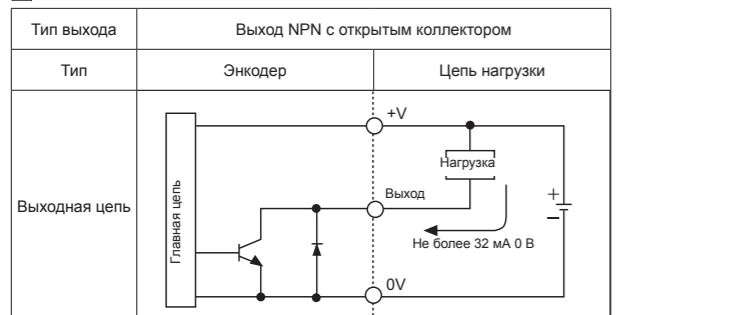 Тип выхода
Выход NPN с открытым коллектором
Тип
Энкодер
Цепь нагрузки
Выходная цепь
Главная цепь
+V
Нагрузка
Выход
+
−
Не более 32 мА 0 В
0V